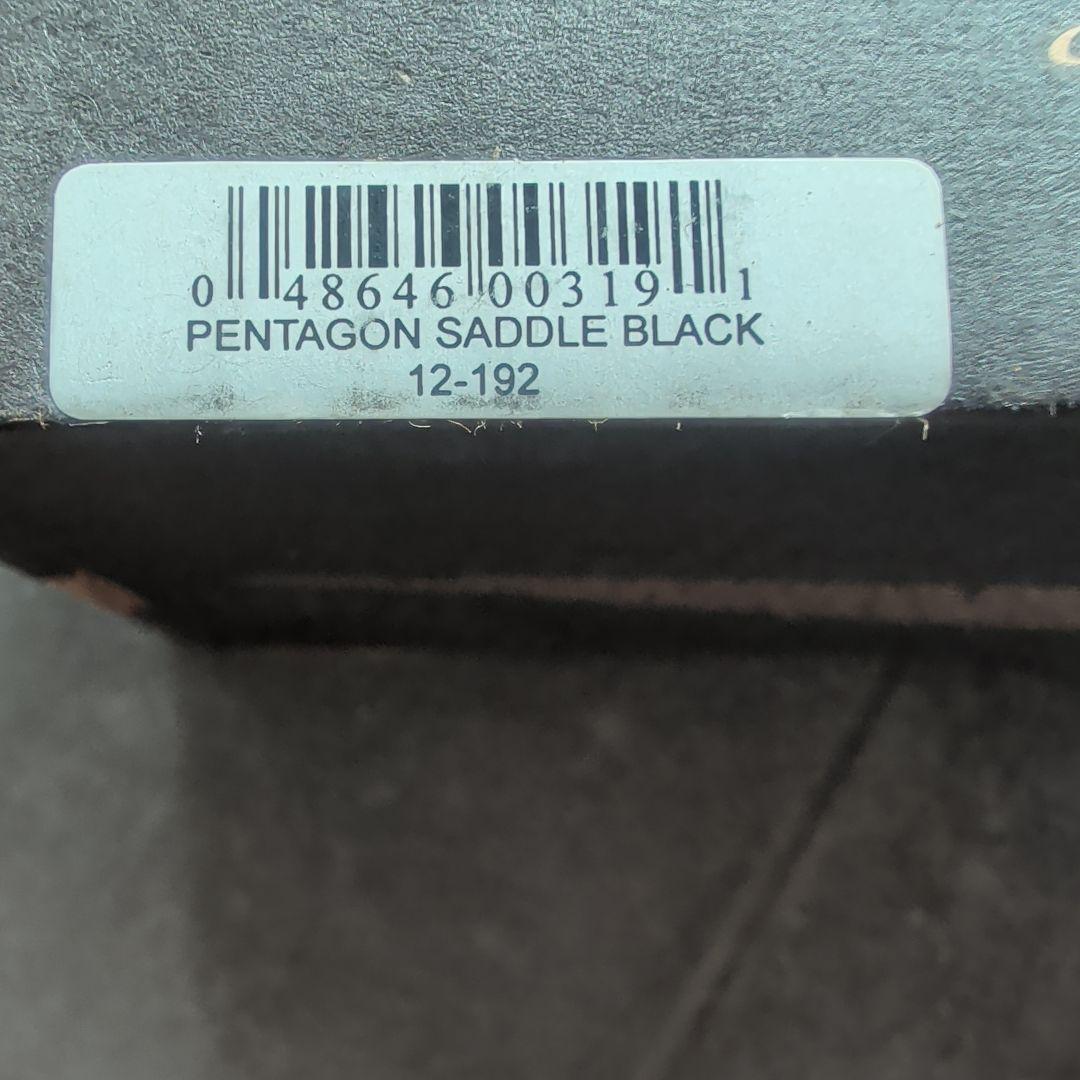 0 48646 00319 1
PENTAGON SADDLE BLACK
12-192